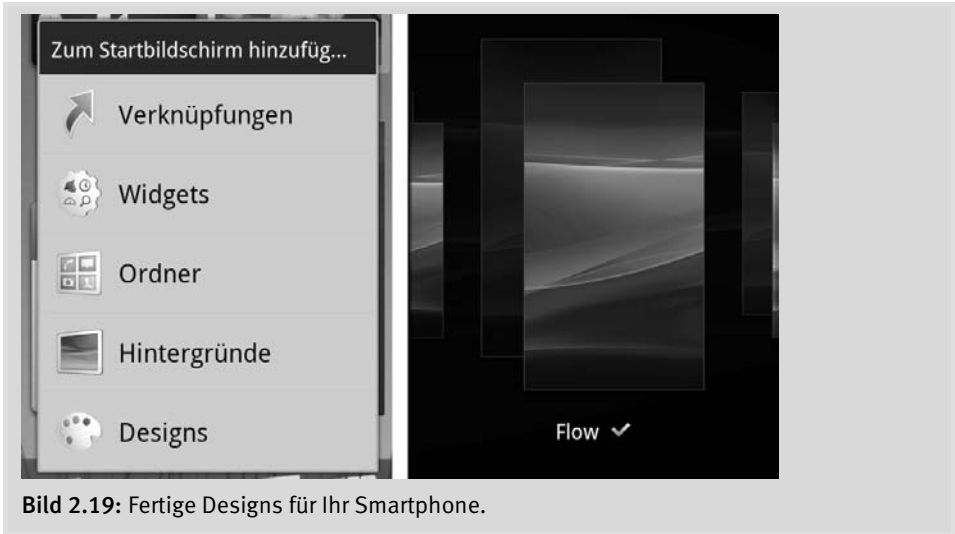 Zum Startbildschirm hinzufüg...
Verknüpfungen
Widgets
Ordner
Hintergründe
Designs
Flow
Bild 2.19: Fertige Designs für Ihr Smartphone.